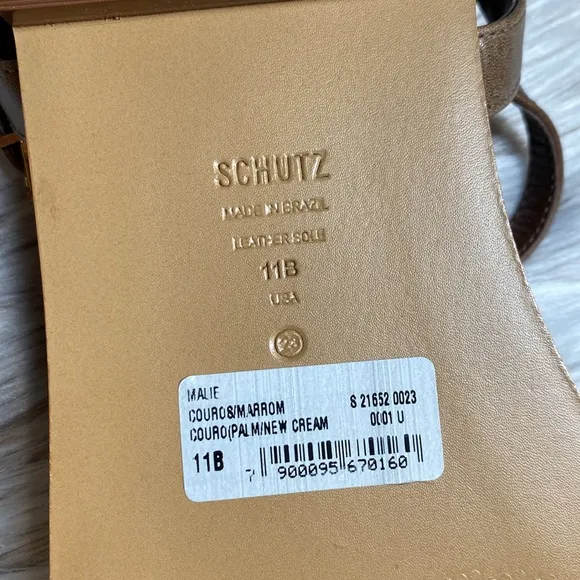 SCHUTZ
MADE IN BRAZIL
LEATHER SOLE
11B
USA
23
MALIE
COUROS/MARROM S 21652 0023
COURO(PALM/NEW CREAM 0001 U
11B
7 900095 670160